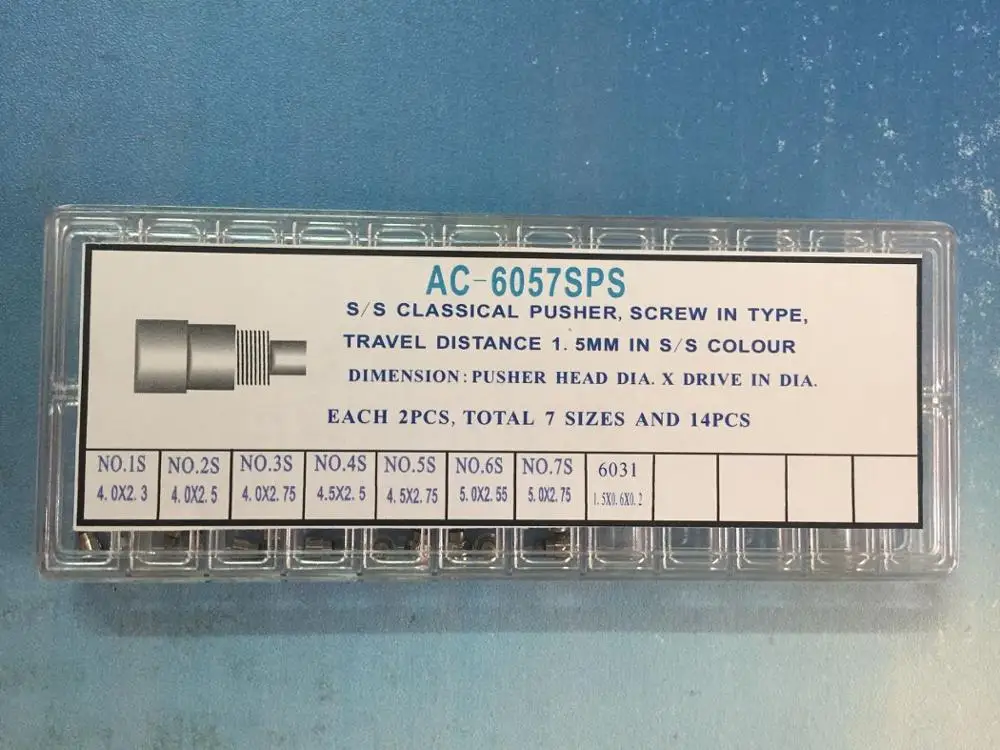 AC-6057SPS
S/S CLASSICAL PUSHER, SCREW IN TYPE,
TRAVEL DISTANCE 1.5MM IN S/S COLOUR
DIMENSION: PUSHER HEAD DIA. X DRIVE IN DIA.
EACH 2PCS, TOTAL 7 SIZES AND 14PCS
NO.1S NO.2S NO.3S NO.4S NO.5S NO.6S NO.7S 6031
4.0X2.3 4.0X2.5 4.0X2.75 4.5X2.5 4.5X2.75 5.0X2.55 5.0X2.75 1.5X0.6X0.2